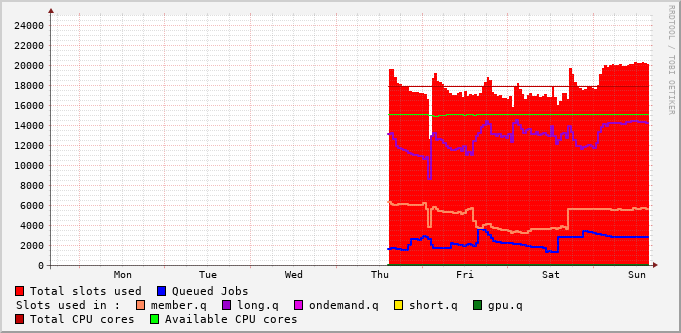 24000
22000
20000
18000
16000
14000
12000
10000
8000
6000
4000
2000
0
Mon Tue Wed Thu Fri Sat Sun
RRDTOOL / TOBI OETIKER
Total slots used Queued Jobs
Slots used in : member.q long.q ondemand.q short.q gpu.q
Total CPU cores Available CPU cores